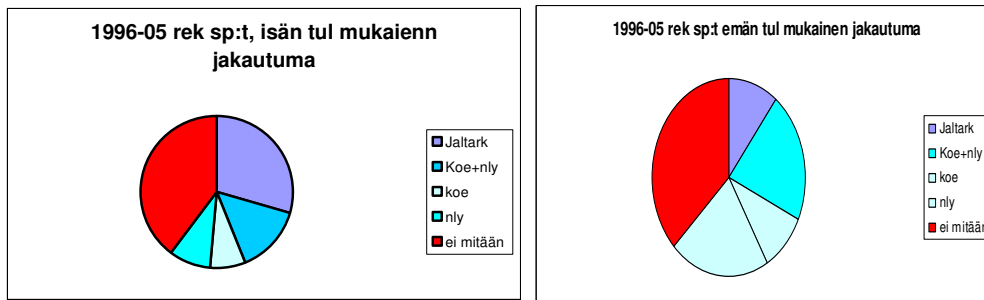 1996-05 rek sp:t, isän tul mukaienn
jakautuma
Jaltark
Koe+nly
koe
nly
ei mitään
1996-05 rek sp:t emän tul mukainen jakautuma
Jaltark
Koe+nly
koe
nly
ei mitään